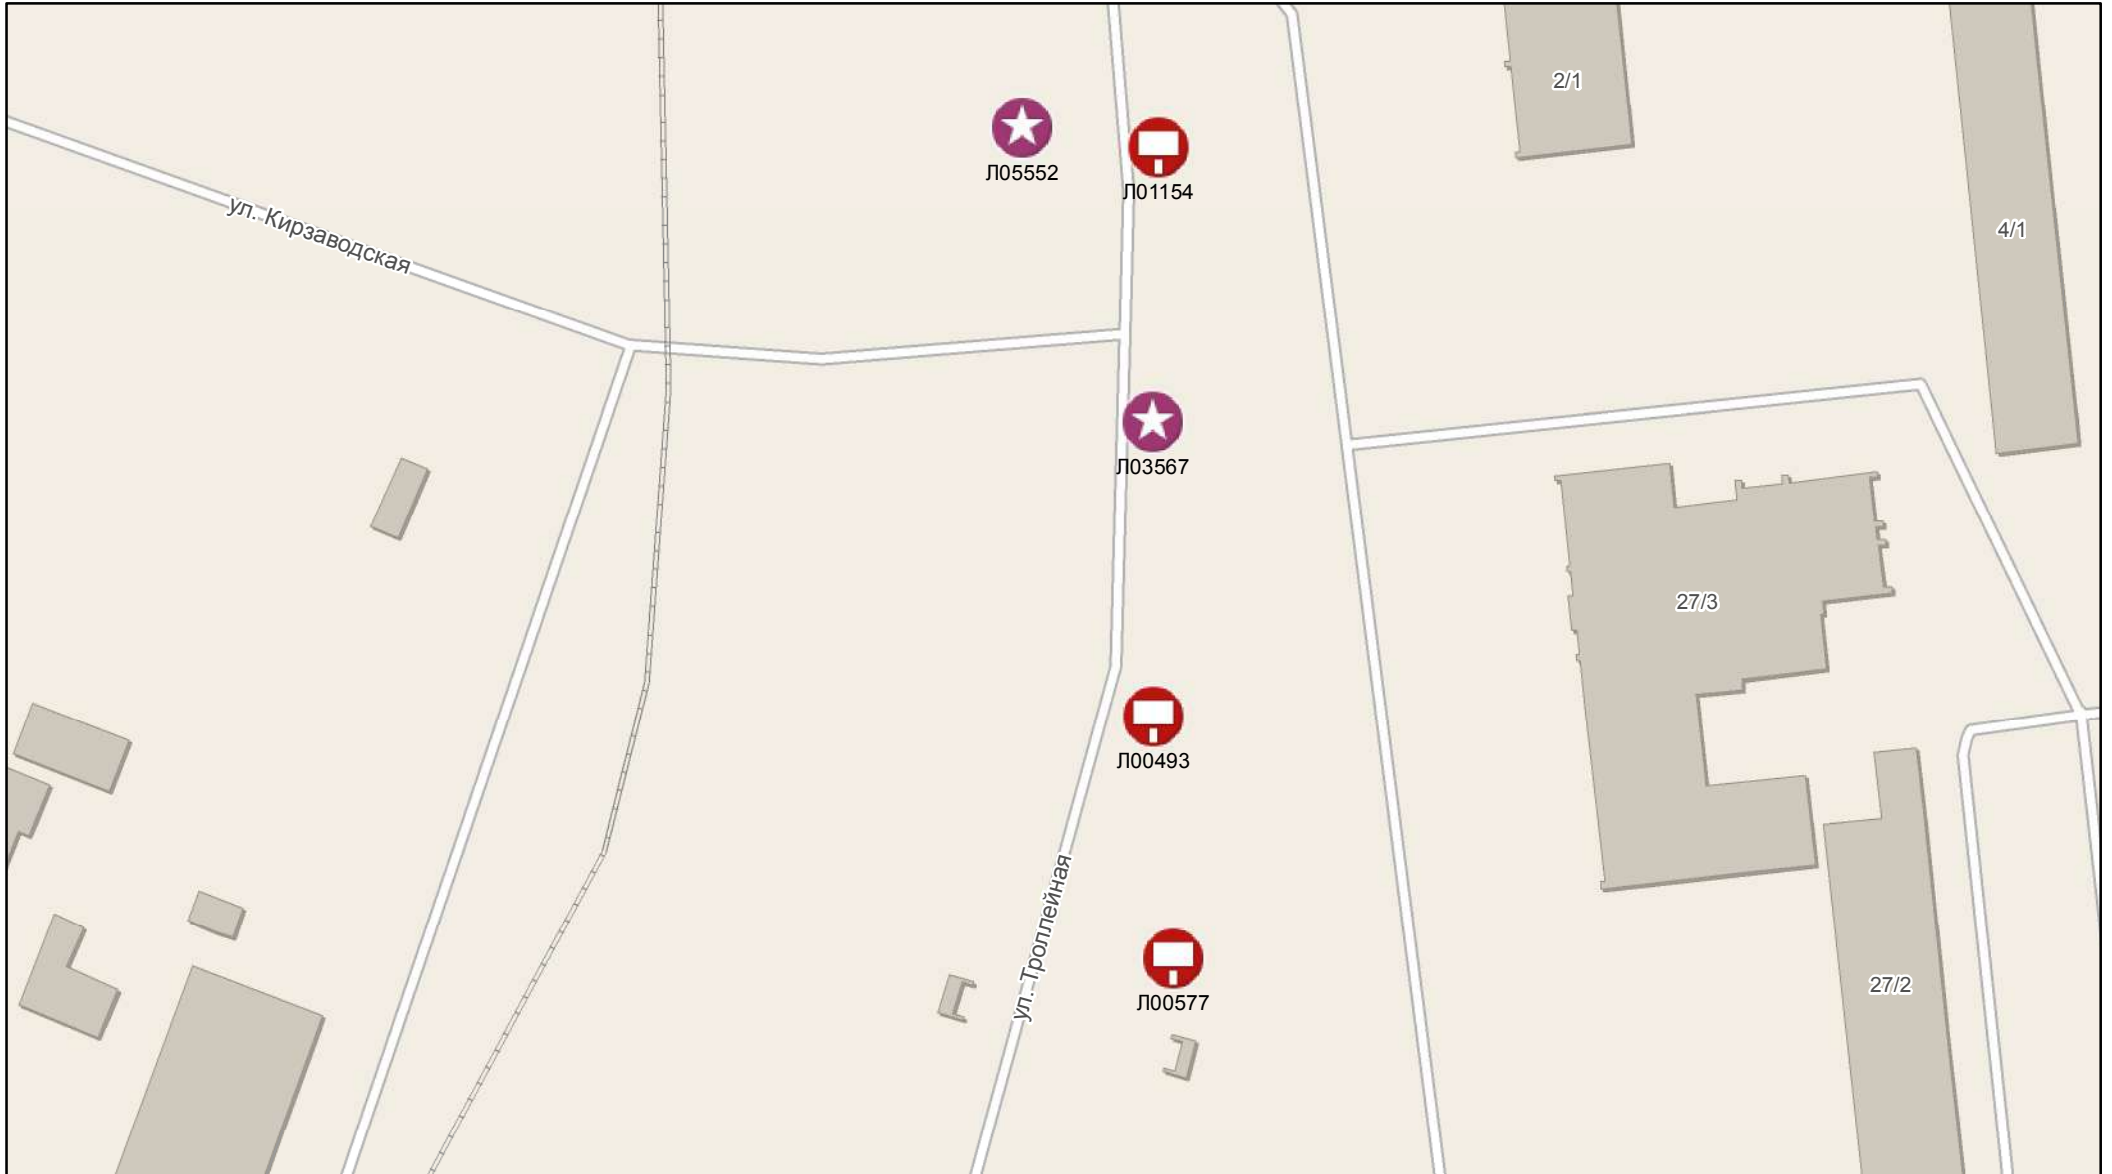 2/1
Л05552
Л01154
ул. Кирзаводская
4/1
Л03567
27/3
Л00493
ул. Троллейная
27/2
Л00577